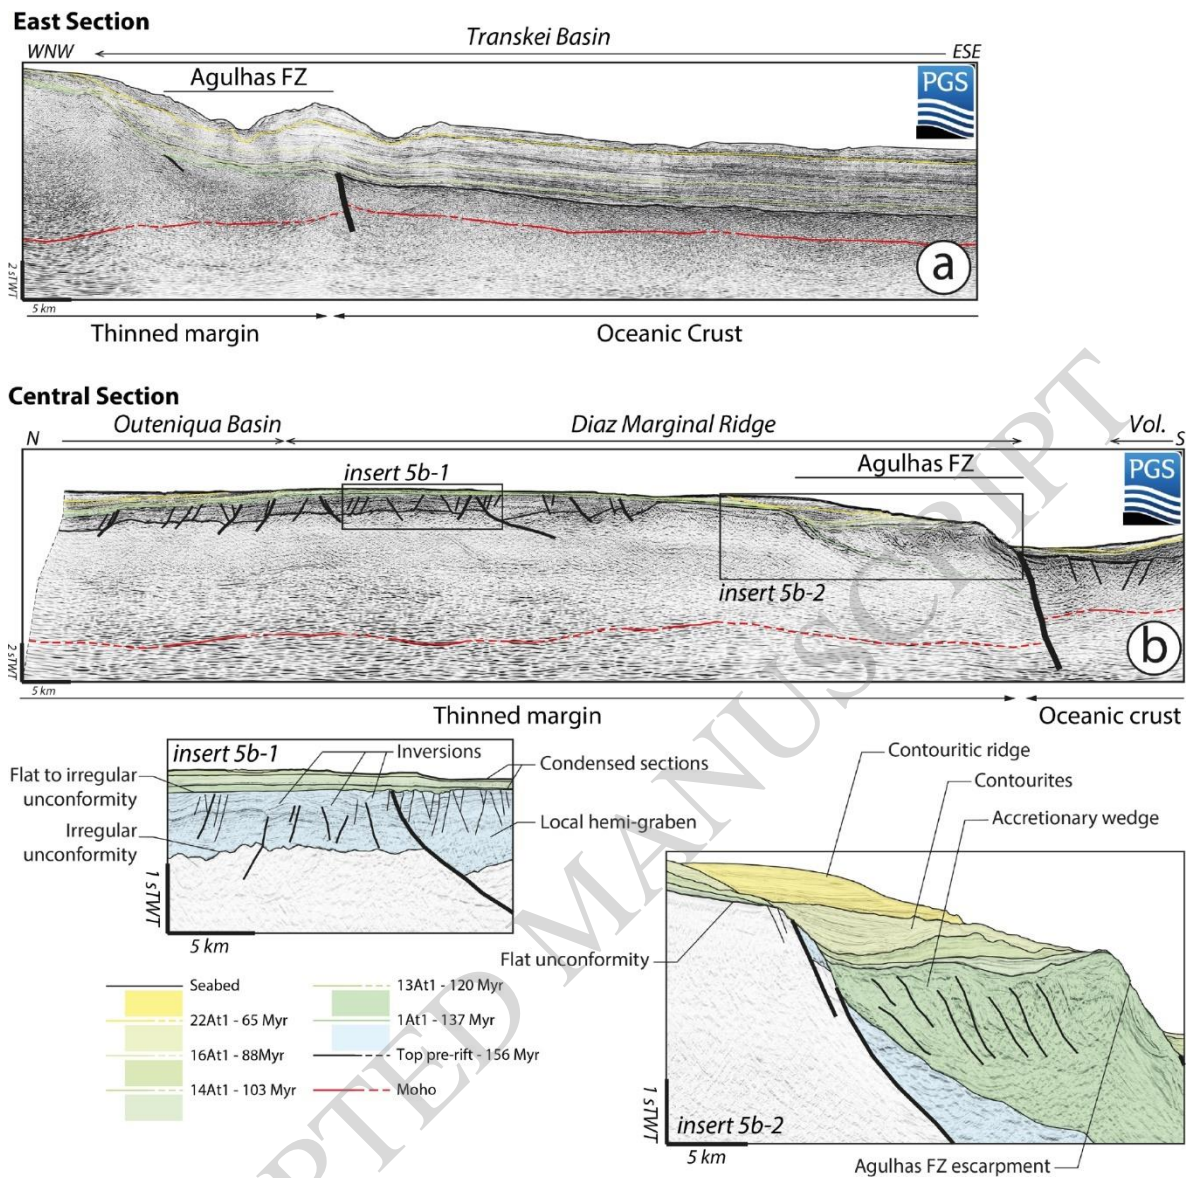 East Section
Transkei Basin
WNW
ESE
Agulhas FZ
PGS
2 sTWT
5 km
a
Thinned margin
Oceanic Crust
Central Section
Outeniqua Basin
Diaz Marginal Ridge
Vol.
N
S
Agulhas FZ
insert 5b-1
PGS
insert 5b-2
2 sTWT
5 km
b
Thinned margin
Oceanic crust
insert 5b-1
Inversions
Condensed sections
Flat to irregular
unconformity
Irregular
unconformity
Local hemi-graben
1 sTWT
5 km
Contouritic ridge
Contourites
Accretionary wedge
Flat unconformity
1 sTWT
insert 5b-2
5 km
Agulhas FZ escarpment
Seabed
22At1 - 65 Myr
16At1 - 88Myr
14At1 - 103 Myr
13At1 - 120 Myr
1At1 - 137 Myr
Top pre-rift - 156 Myr
Moho
PTED MANUSCRIPT